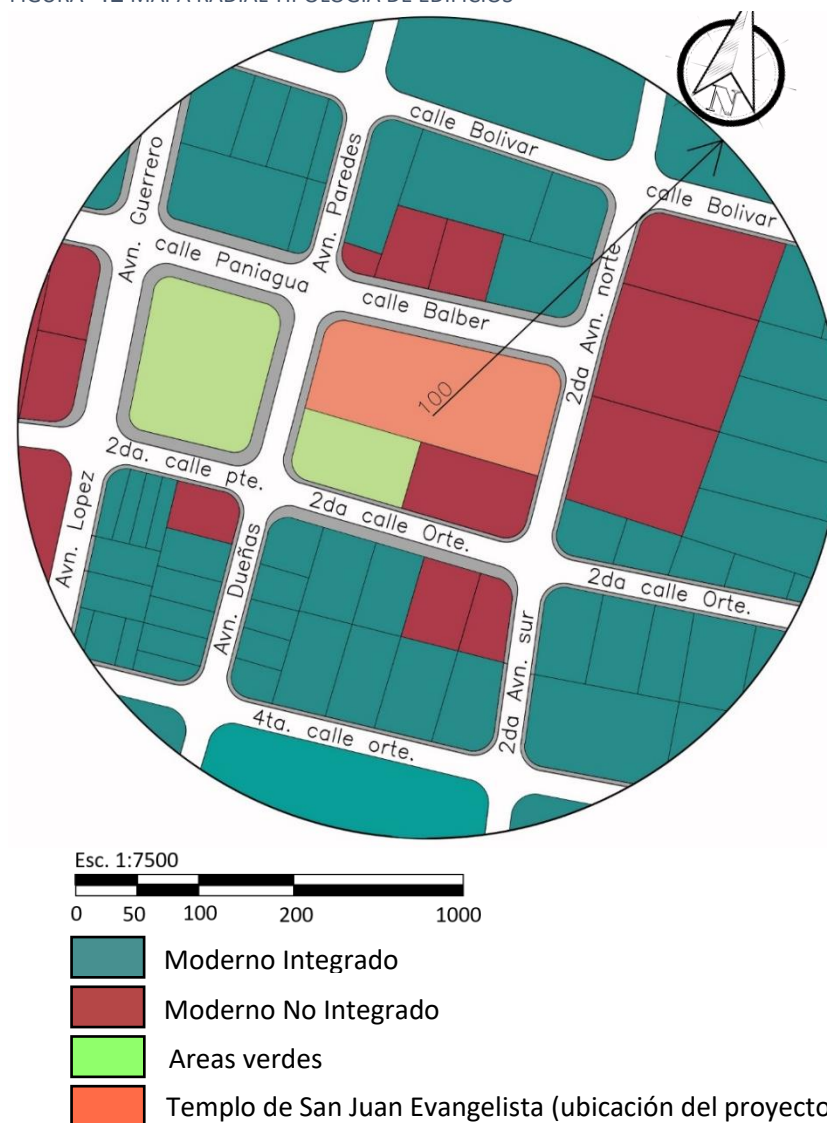 calle Bolivar
calle Bolivar
Avn. Guerrero
Avn. Paredes
calle Paniagua
calle Balber
2da Avn. norte
100
2da. calle pte.
2da calle Orte.
2da calle Orte.
Avn. Lopez
Avn. Dueñas
2da Avn. sur
4ta. calle orte.
N
Esc. 1:7500
0 50 100 200 1000
Moderno Integrado
Moderno No Integrado
Areas verdes
Templo de San Juan Evangelista (ubicación del proyecto